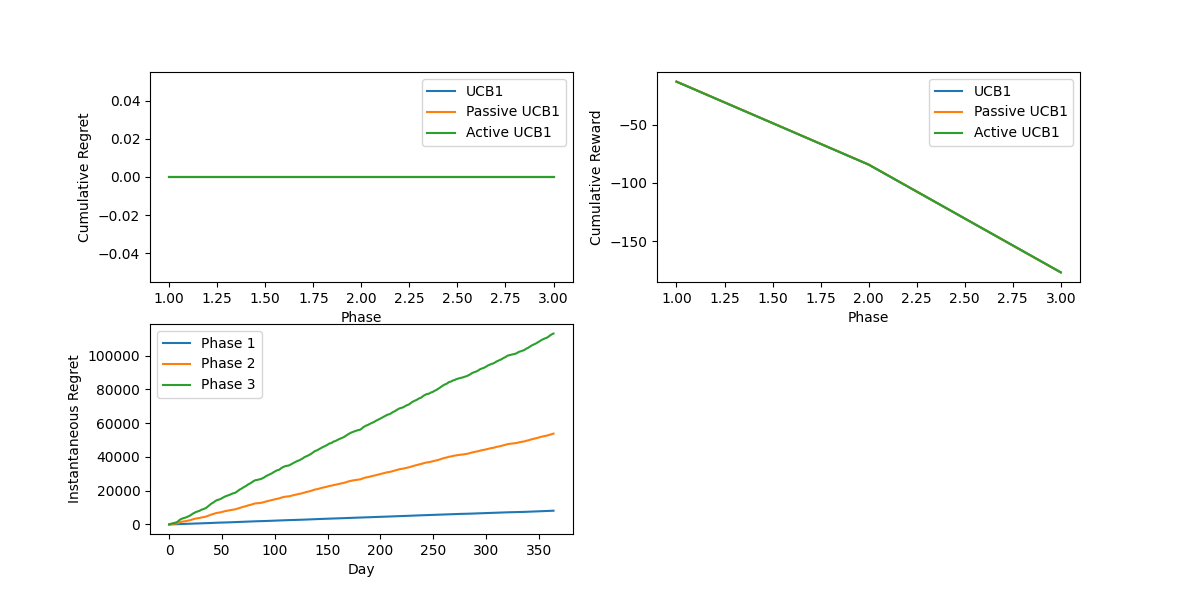 Cumulative Regret
0.04
0.02
0.00
−0.02
−0.04
UCB1
Passive UCB1
Active UCB1
1.00 1.25 1.50 1.75 2.00 2.25 2.50 2.75 3.00
Phase
Cumulative Reward
−50
−100
−150
UCB1
Passive UCB1
Active UCB1
1.00 1.25 1.50 1.75 2.00 2.25 2.50 2.75 3.00
Phase
Instantaneous Regret
100000
80000
60000
40000
20000
0
Phase 1
Phase 2
Phase 3
0 50 100 150 200 250 300 350
Day